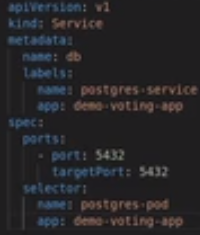 apiVersion: v1
kind: Service
metadata:
  name: db
  labels:
    name: postgres-service
    app: demo-voting-app
spec:
  ports:
    - port: 5432
      targetPort: 5432
  selector:
    name: postgres-pod
    app: demo-voting-app